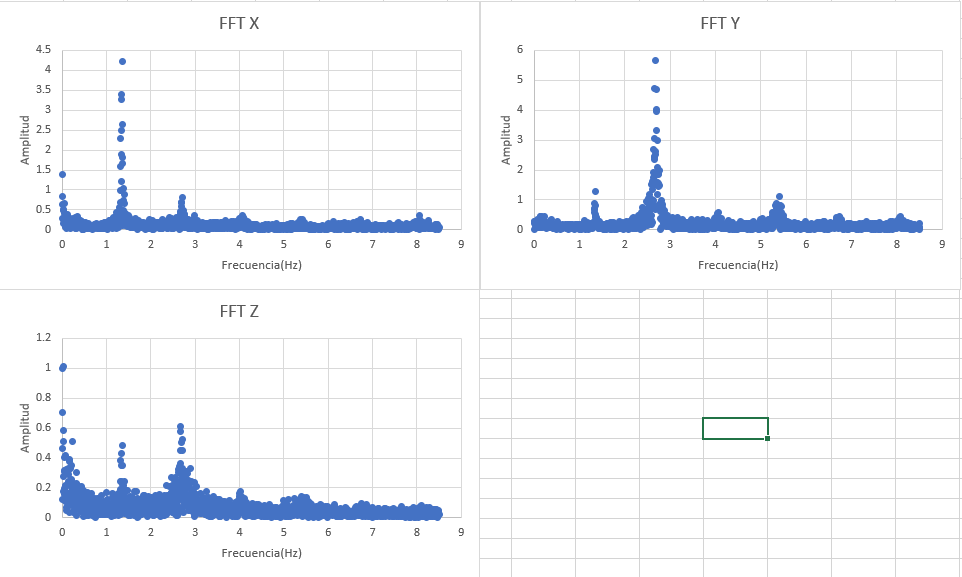 FFT X
4.5
4
3.5
3
2.5
2
1.5
1
0.5
0
Amplitud
0 1 2 3 4 5 6 7 8 9
Frecuencia(Hz)
FFT Y
6
5
4
3
2
1
0
Amplitud
0 1 2 3 4 5 6 7 8 9
Frecuencia(Hz)
FFT Z
1.2
1
0.8
0.6
0.4
0.2
0
Amplitud
0 1 2 3 4 5 6 7 8 9
Frecuencia(Hz)